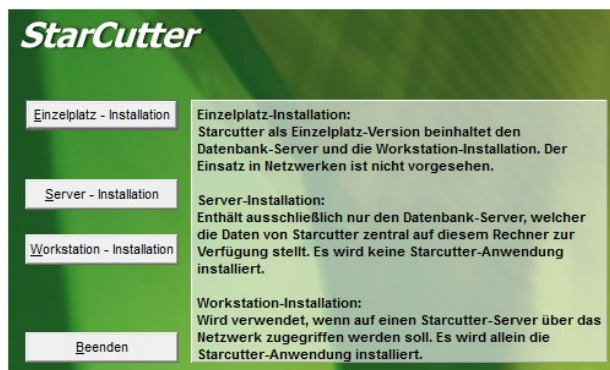 StarCutter
Einzelplatz - Installation
Server - Installation
Workstation - Installation
Beenden
Einzelplatz-Installation:
Starcutter als Einzelplatz-Version beinhaltet den
Datenbank-Server und die Workstation-Installation. Der
Einsatz in Netzwerken ist nicht vorgesehen.
Server-Installation:
Enthält ausschließlich nur den Datenbank-Server, welcher
die Daten von Starcutter zentral auf diesem Rechner zur
Verfügung stellt. Es wird keine Starcutter-Anwendung
installiert.
Workstation-Installation:
Wird verwendet, wenn auf einen Starcutter-Server über das
Netzwerk zugegriffen werden soll. Es wird allein die
Starcutter-Anwendung installiert.